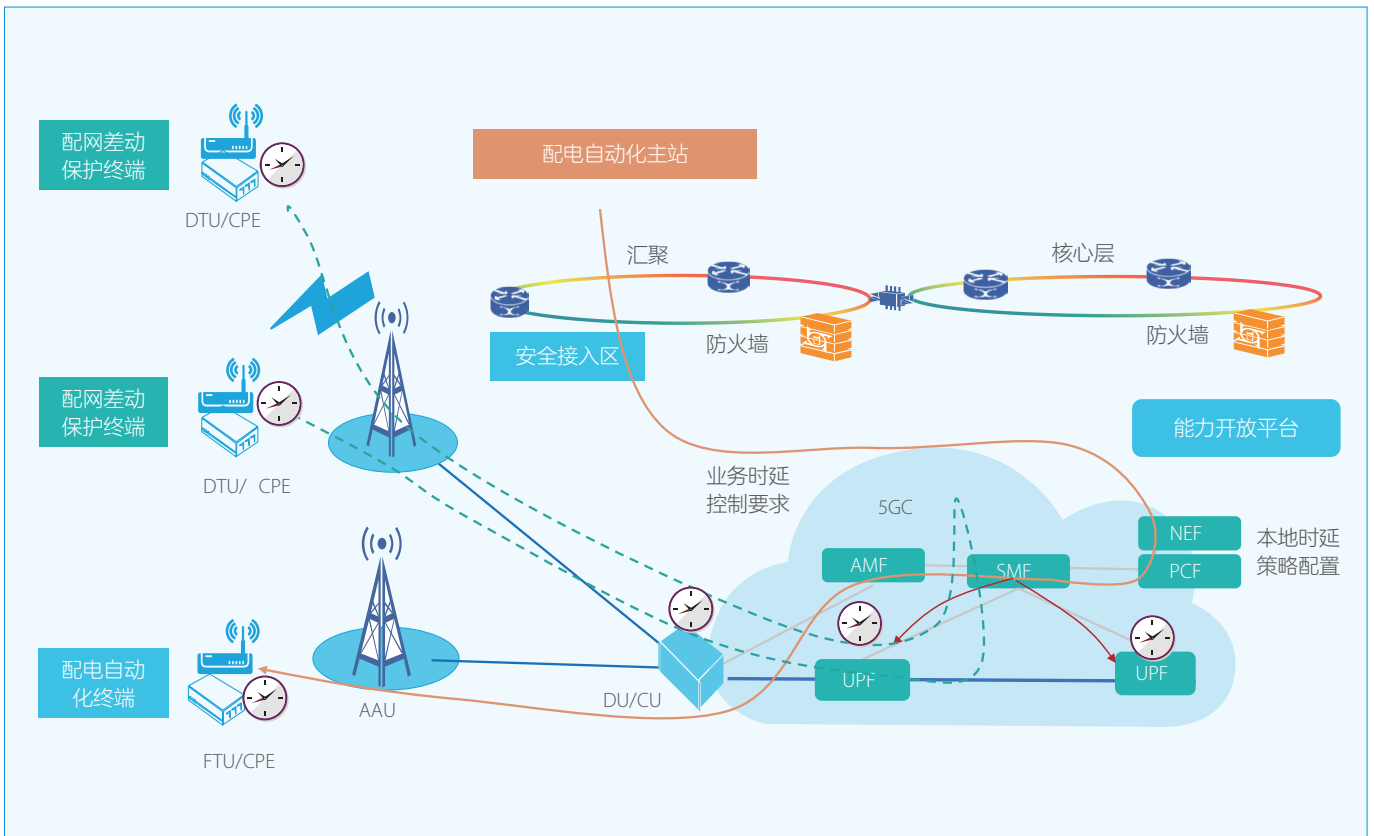 配网差动
保护终端
DTU/CPE
配电自动化主站
汇聚
核心层
防火墙
防火墙
安全接入区
配网差动
保护终端
DTU/ CPE
能力开放平台
业务时延
控制要求
5GC
NEF
本地时延
策略配置
AMF
SMF
PCF
配电自动
化终端
FTU/CPE
AAU
DU/CU
UPF
UPF